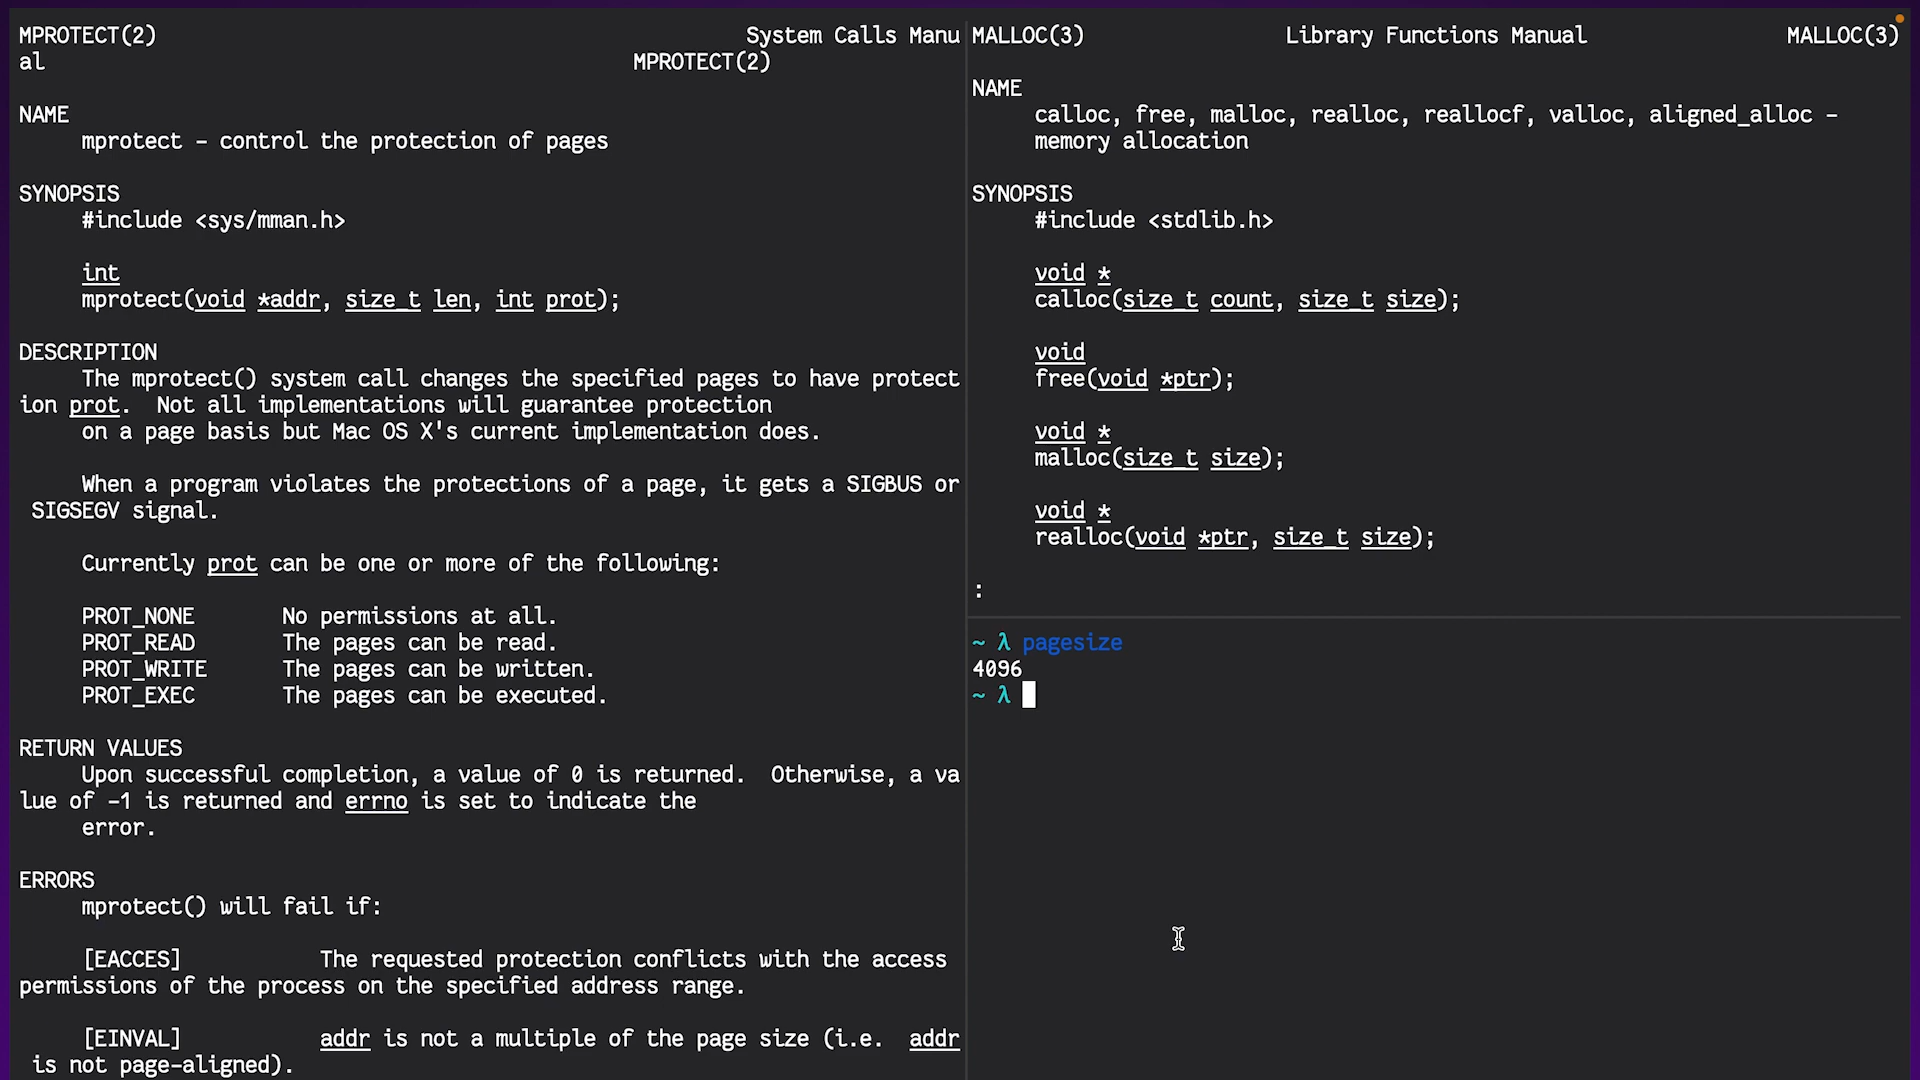 MPROTECT(2)                                               System Calls Manu
al                                               MPROTECT(2)
NAME
     mprotect – control the protection of pages
SYNOPSIS
     #include <sys/mman.h>
     int
     mprotect(void *addr, size_t len, int prot);
DESCRIPTION
     The mprotect() system call changes the specified pages to have protect
ion prot.  Not all implementations will guarantee protection
     on a page basis but Mac OS X's current implementation does.
     When a program violates the protections of a page, it gets a SIGBUS or
 SIGSEGV signal.
     Currently prot can be one or more of the following:
     PROT_NONE       No permissions at all.
     PROT_READ       The pages can be read.
     PROT_WRITE      The pages can be written.
     PROT_EXEC       The pages can be executed.
RETURN VALUES
     Upon successful completion, a value of 0 is returned.  Otherwise, a va
lue of -1 is returned and errno is set to indicate the
     error.
ERRORS
     mprotect() will fail if:
     [EACCES]           The requested protection conflicts with the access
permissions of the process on the specified address range.
     [EINVAL]           addr is not a multiple of the page size (i.e.  addr
 is not page-aligned).
MALLOC(3)                Library Functions Manual                MALLOC(3)
NAME
     calloc, free, malloc, realloc, reallocf, valloc, aligned_alloc –
     memory allocation
SYNOPSIS
     #include <stdlib.h>
     void *
     calloc(size_t count, size_t size);
     void
     free(void *ptr);
     void *
     malloc(size_t size);
     void *
     realloc(void *ptr, size_t size);
:
~ λ pagesize
4096
~ λ